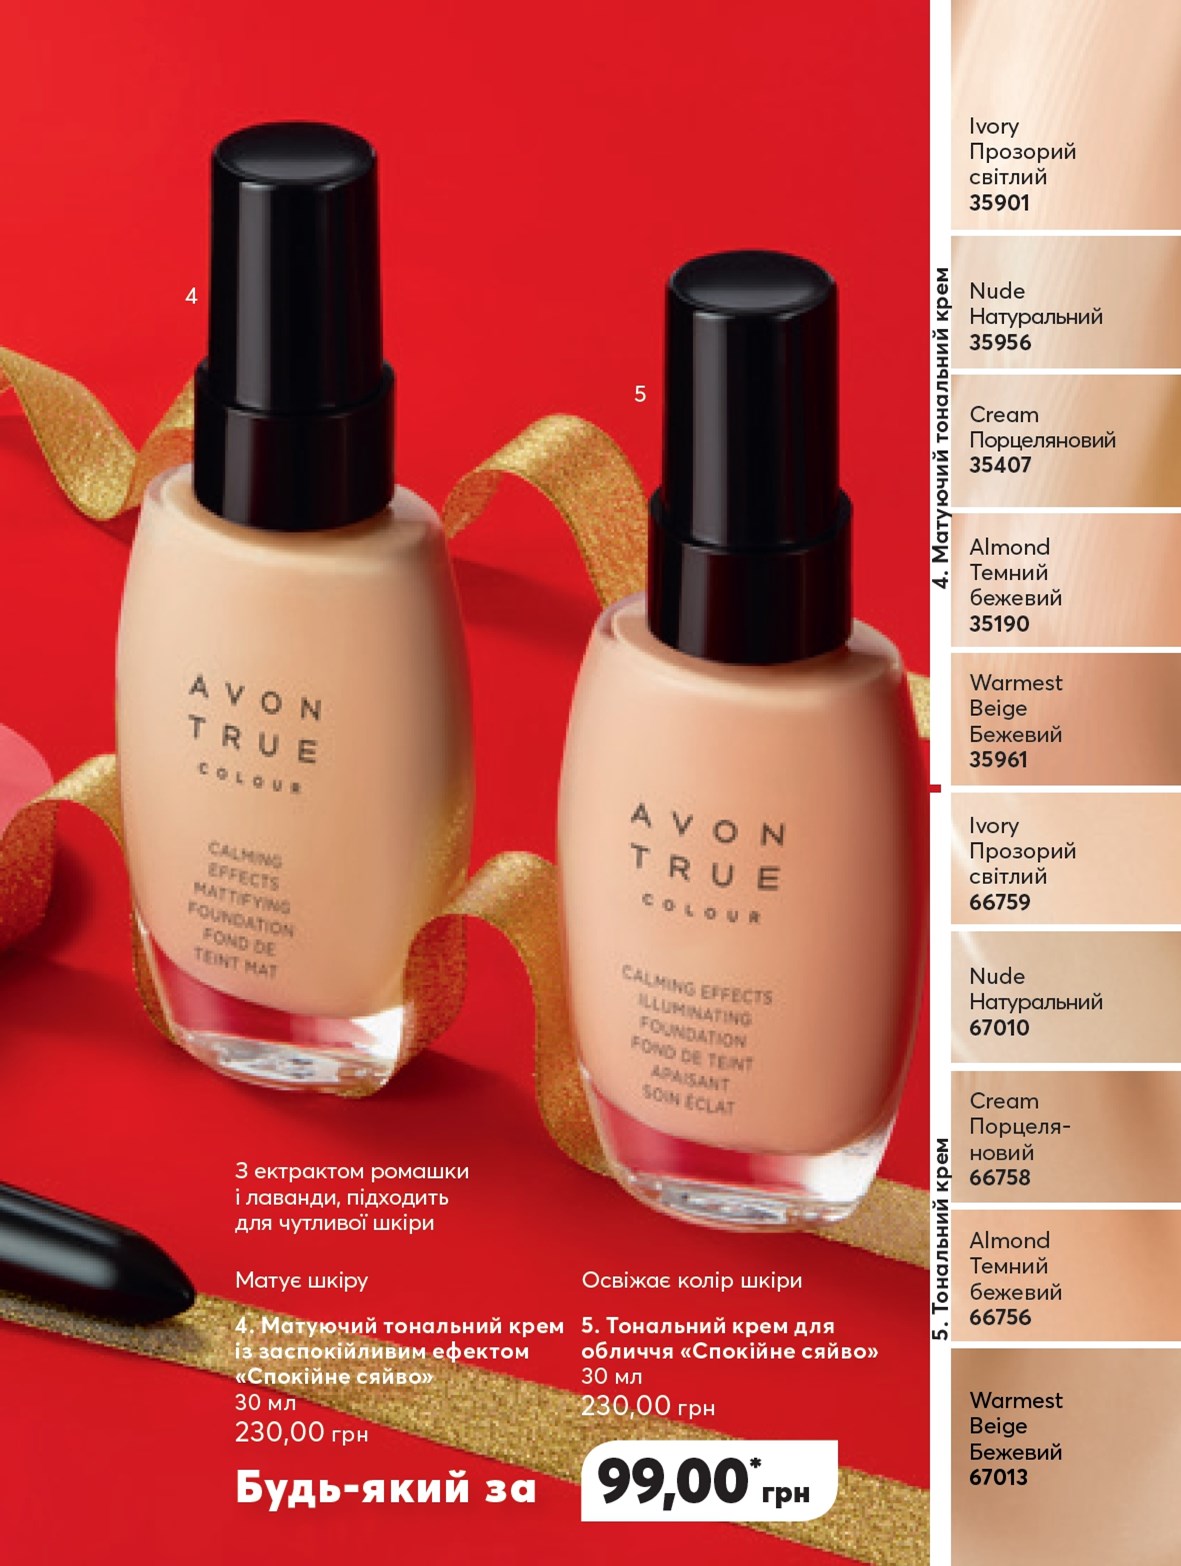 4
5
AVON
TRUE
COLOUR
CALMING
EFFECTS
MATTIFYING
FOUNDATION
FOND DE
TEINT MAT
AVON
TRUE
COLOUR
CALMING EFFECTS
ILLUMINATING
FOUNDATION
FOND DE TEINT
APAISANT
SOIN ÉCLAT
З ектрактом ромашки
і лаванди, підходить
для чутливої шкіри
Матує шкіру
4. Матуючий тональний крем
із заспокійливим ефектом
«Спокійне сяйво»
30 мл
230,00 грн
Освіжає колір шкіри
5. Тональний крем для
обличчя «Спокійне сяйво»
30 мл
230,00 грн
Будь-який за
99,00* грн
4. Матуючий тональний крем
Ivory
Прозорий
світлий
35901
Nude
Натуральний
35956
Cream
Порцеляновий
35407
Almond
Темний
бежевий
35190
Warmest
Beige
Бежевий
35961
5. Тональний крем
Ivory
Прозорий
світлий
66759
Nude
Натуральний
67010
Cream
Порцеля-
новий
66758
Almond
Темний
бежевий
66756
Warmest
Beige
Бежевий
67013